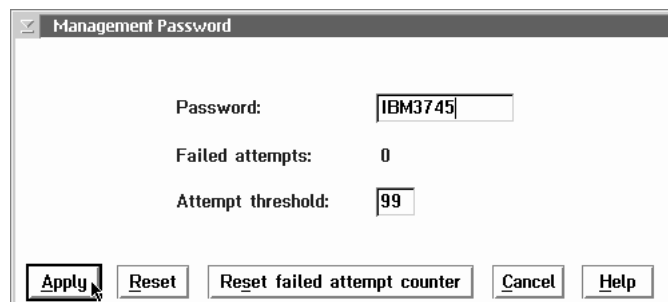 Management Password
Password: IBM3745
Failed attempts: 0
Attempt threshold: 99
Apply Reset Reset failed attempt counter Cancel Help